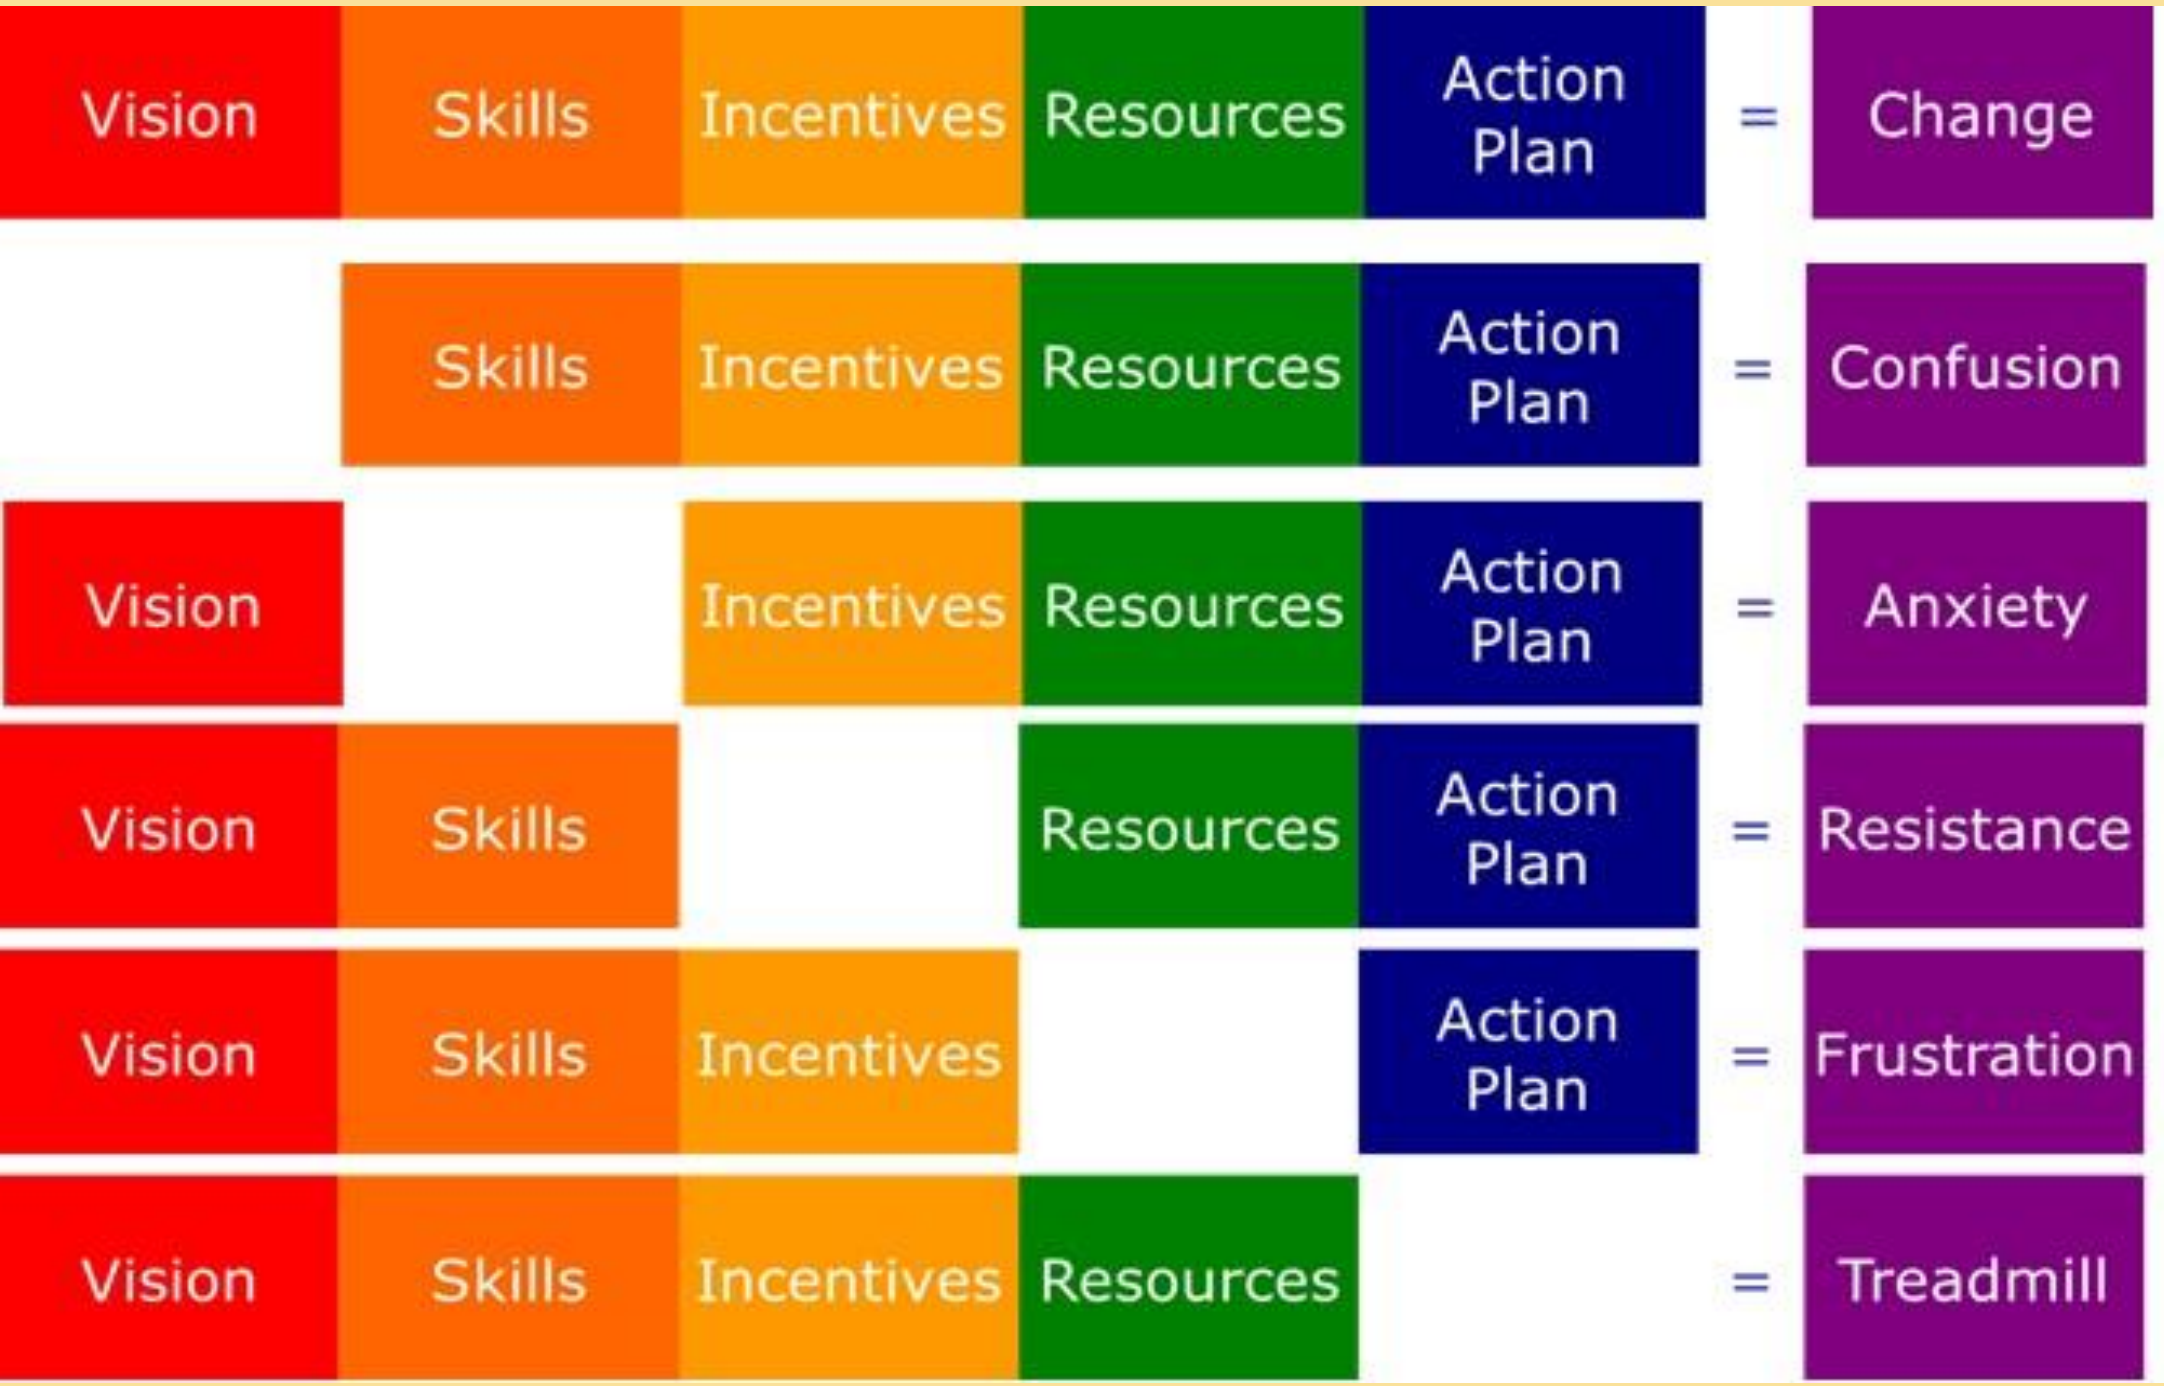 Vision Skills Incentives Resources Action Plan = Change
Skills Incentives Resources Action Plan = Confusion
Vision Incentives Resources Action Plan = Anxiety
Vision Skills Resources Action Plan = Resistance
Vision Skills Incentives Action Plan = Frustration
Vision Skills Incentives Resources = Treadmill